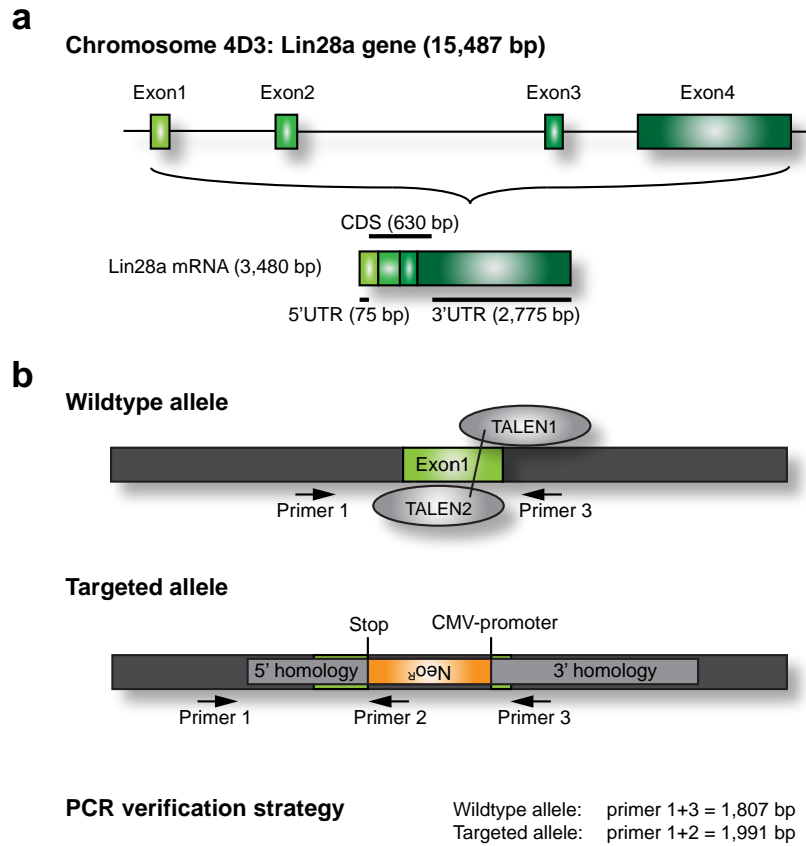 a
Chromosome 4D3: Lin28a gene (15,487 bp)
Exon1 Exon2 Exon3 Exon4
CDS (630 bp)
Lin28a mRNA (3,480 bp)
5'UTR (75 bp) 3'UTR (2,775 bp)
b
Wildtype allele
TALEN1
Exon1
TALEN2
Primer 1 Primer 3
Targeted allele
Stop CMV-promoter
5' homology NeoR 3' homology
Primer 1 Primer 2 Primer 3
PCR verification strategy
Wildtype allele: primer 1+3 = 1,807 bp
Targeted allele: primer 1+2 = 1,991 bp